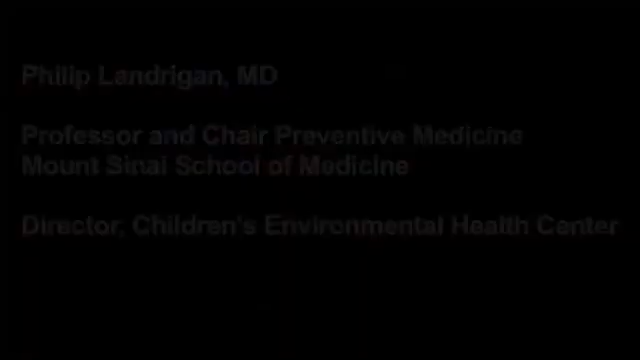 Philip Landrigan, MD
Professor and Chair Preventive Medicine
Mount Sinai School of Medicine
Director, Children's Environmental Health Center